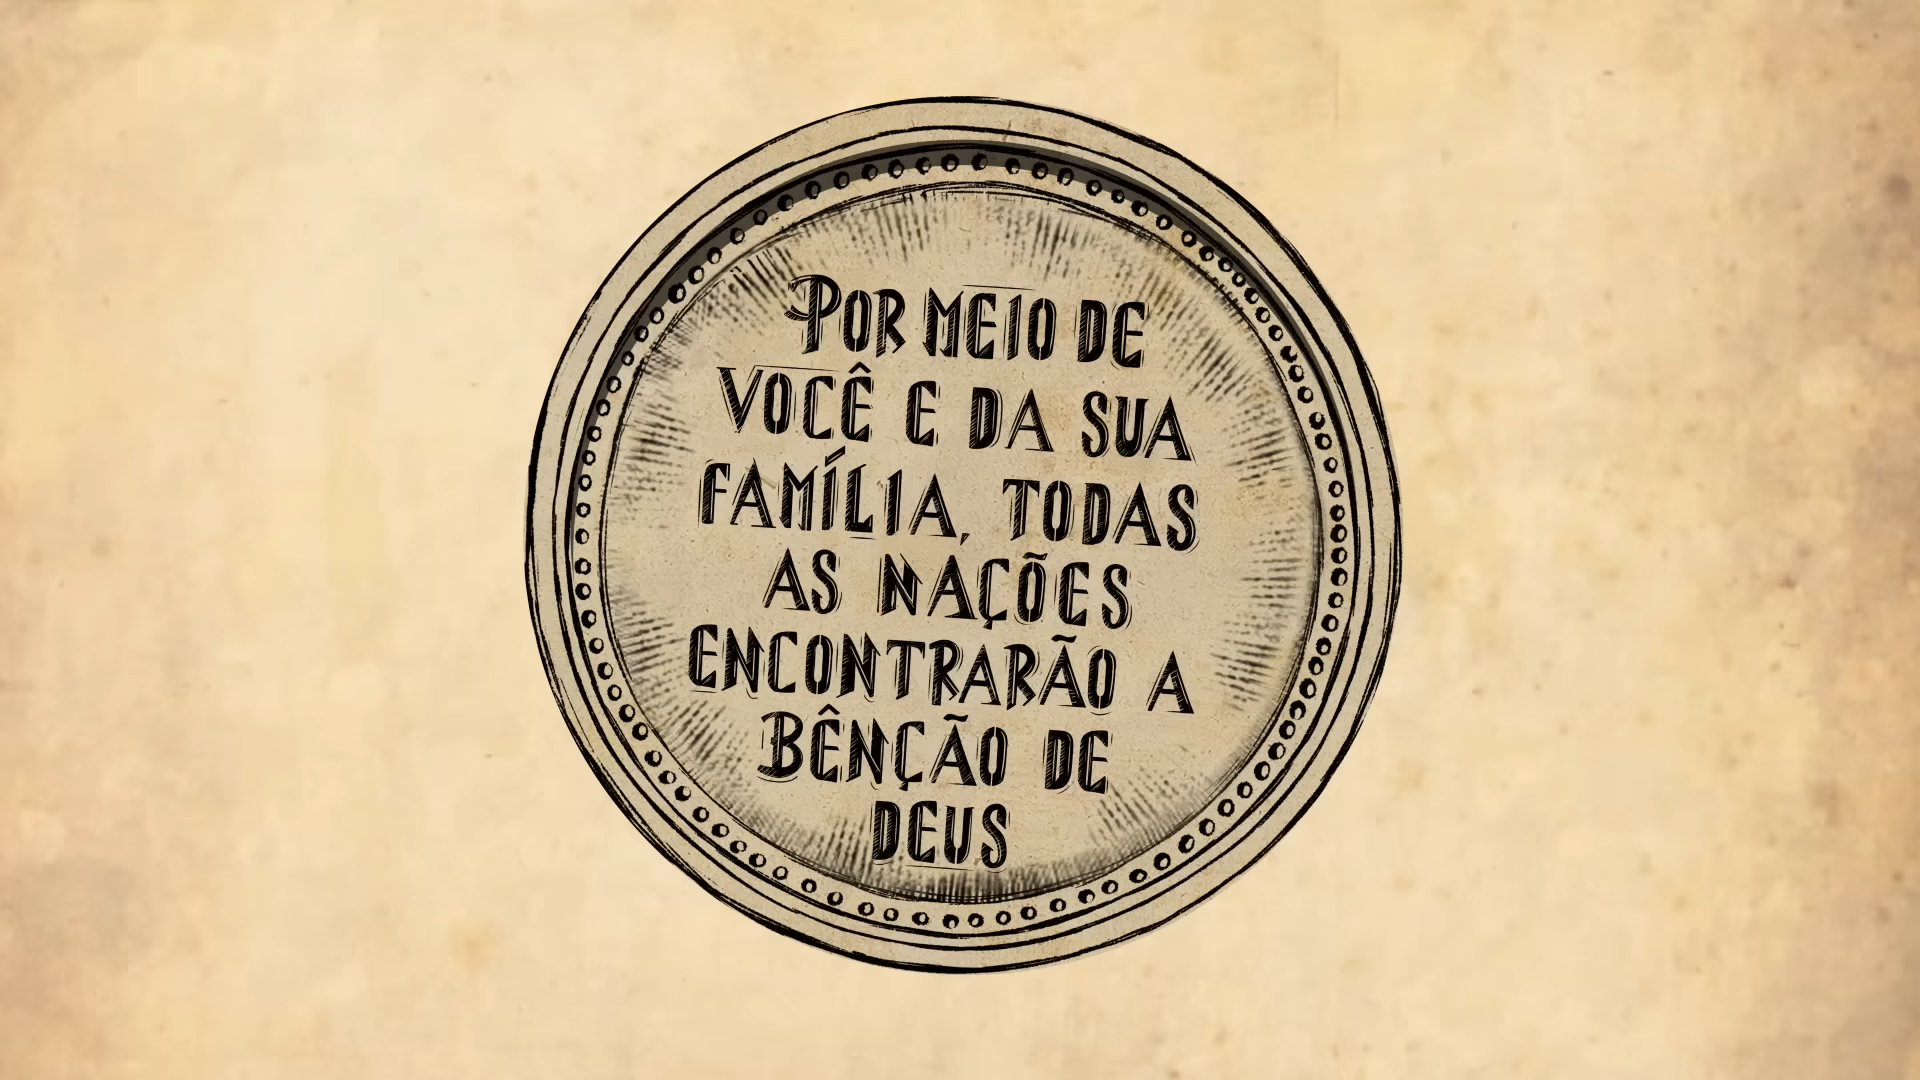 POR MEIO DE
VOCÊ E DA SUA
FAMÍLIA, TODAS
AS NAÇÕES
ENCONTRARÃO A
BÊNÇÃO DE
DEUS